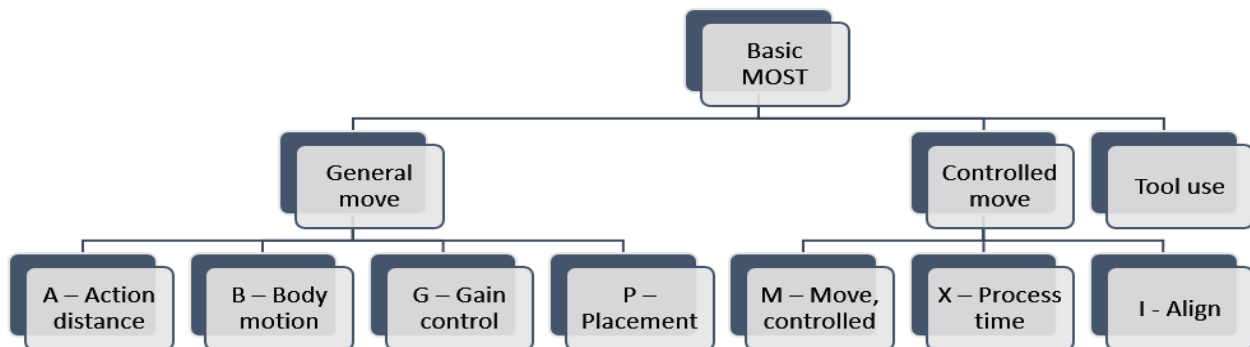 Basic
MOST
General
move
Controlled
move
Tool use
A – Action
distance
B – Body
motion
G – Gain
control
P –
Placement
M – Move,
controlled
X – Process
time
I - Align